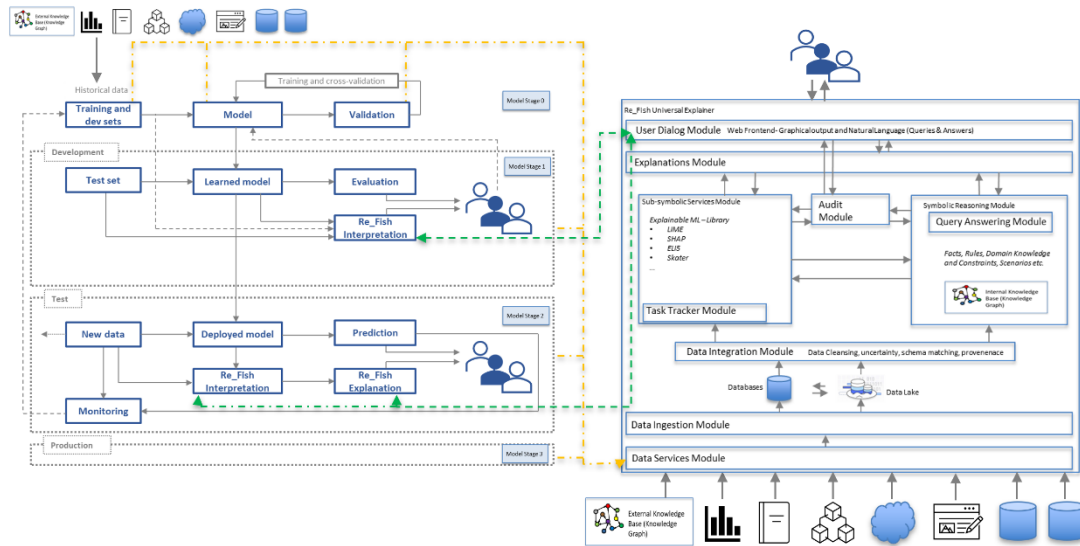 External Knowledge
Base (Knowledge
Graph)
Historical data
Training and cross-validation
Training and
dev sets
Model
Validation
Model Stage 0
Development
Model Stage 1
Test set
Learned model
Evaluation
Re_Fish
Interpretation
Test
Model Stage 2
New data
Deployed model
Prediction
Re_Fish
Interpretation
Re_Fish
Explanation
Monitoring
Production
Model Stage 3
Re_Fish Universal Explainer
User Dialog Module Web Frontend- Graphical output and Natural Language (Queries & Answers)
Explanations Module
Sub-symbolic Services Module
Explainable ML–Library
• LIME
• SHAP
• ELI5
• Skater
...
Task Tracker Module
Audit
Module
Symbolic Reasoning Module
Query Answering Module
Facts, Rules, Domain Knowledge
and Constraints, Scenarios etc.
Internal Knowledge
Base (Knowledge
Graph)
Data Integration Module Data Cleansing, uncertainty, schema matching, provenenace
Databases
Data Lake
Data Ingestion Module
Data Services Module
External Knowledge
Base (Knowledge
Graph)